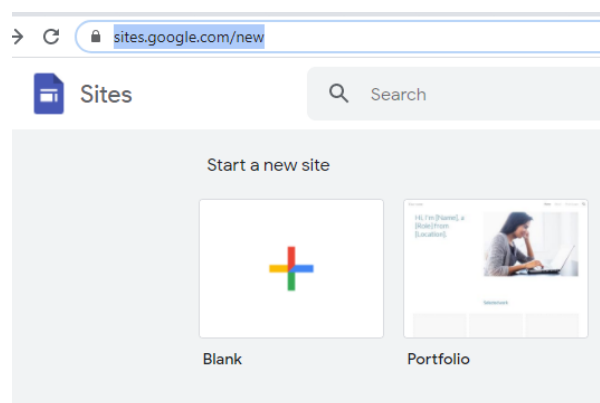 sites.google.com/new
Sites
Search
Start a new site
Hi, I'm [Name], a
[Role] from
[Location]
Blank
Portfolio